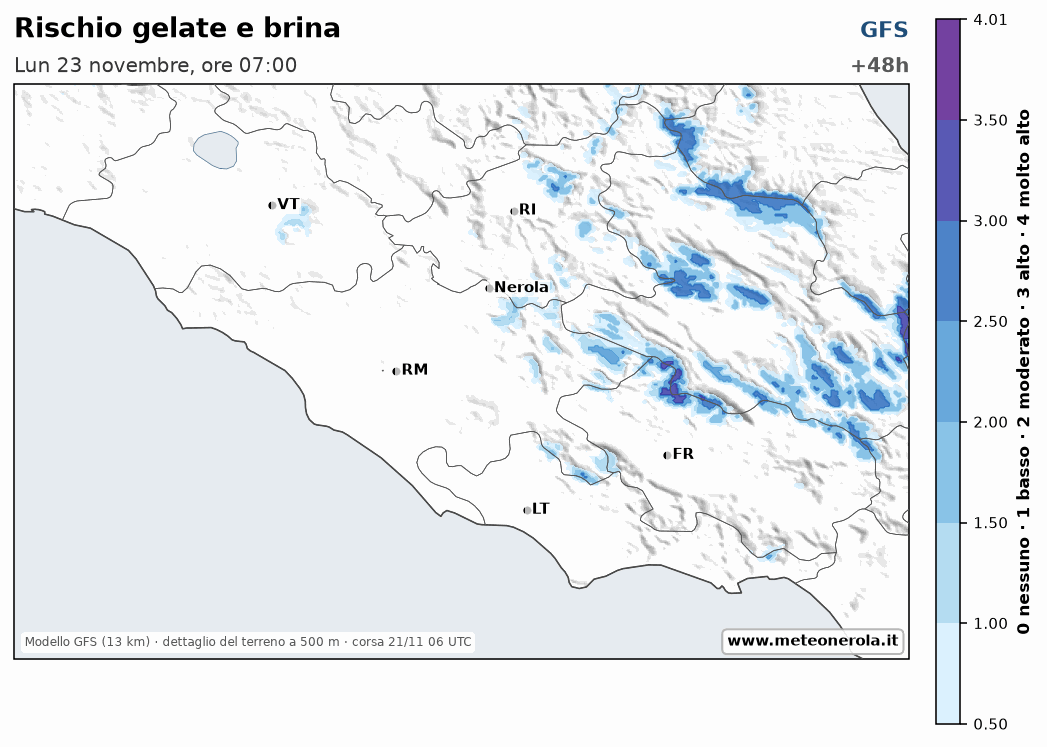 Rischio gelate e brina
GFS
Lun 23 novembre, ore 07:00
+48h
VT
RI
Nerola
RM
FR
LT
Modello GFS (13 km) · dettaglio del terreno a 500 m · corsa 21/11 06 UTC
www.meteonerola.it
4.01
3.50
3.00
2.50
2.00
1.50
1.00
0.50
0 nessuno · 1 basso · 2 moderato · 3 alto · 4 molto alto